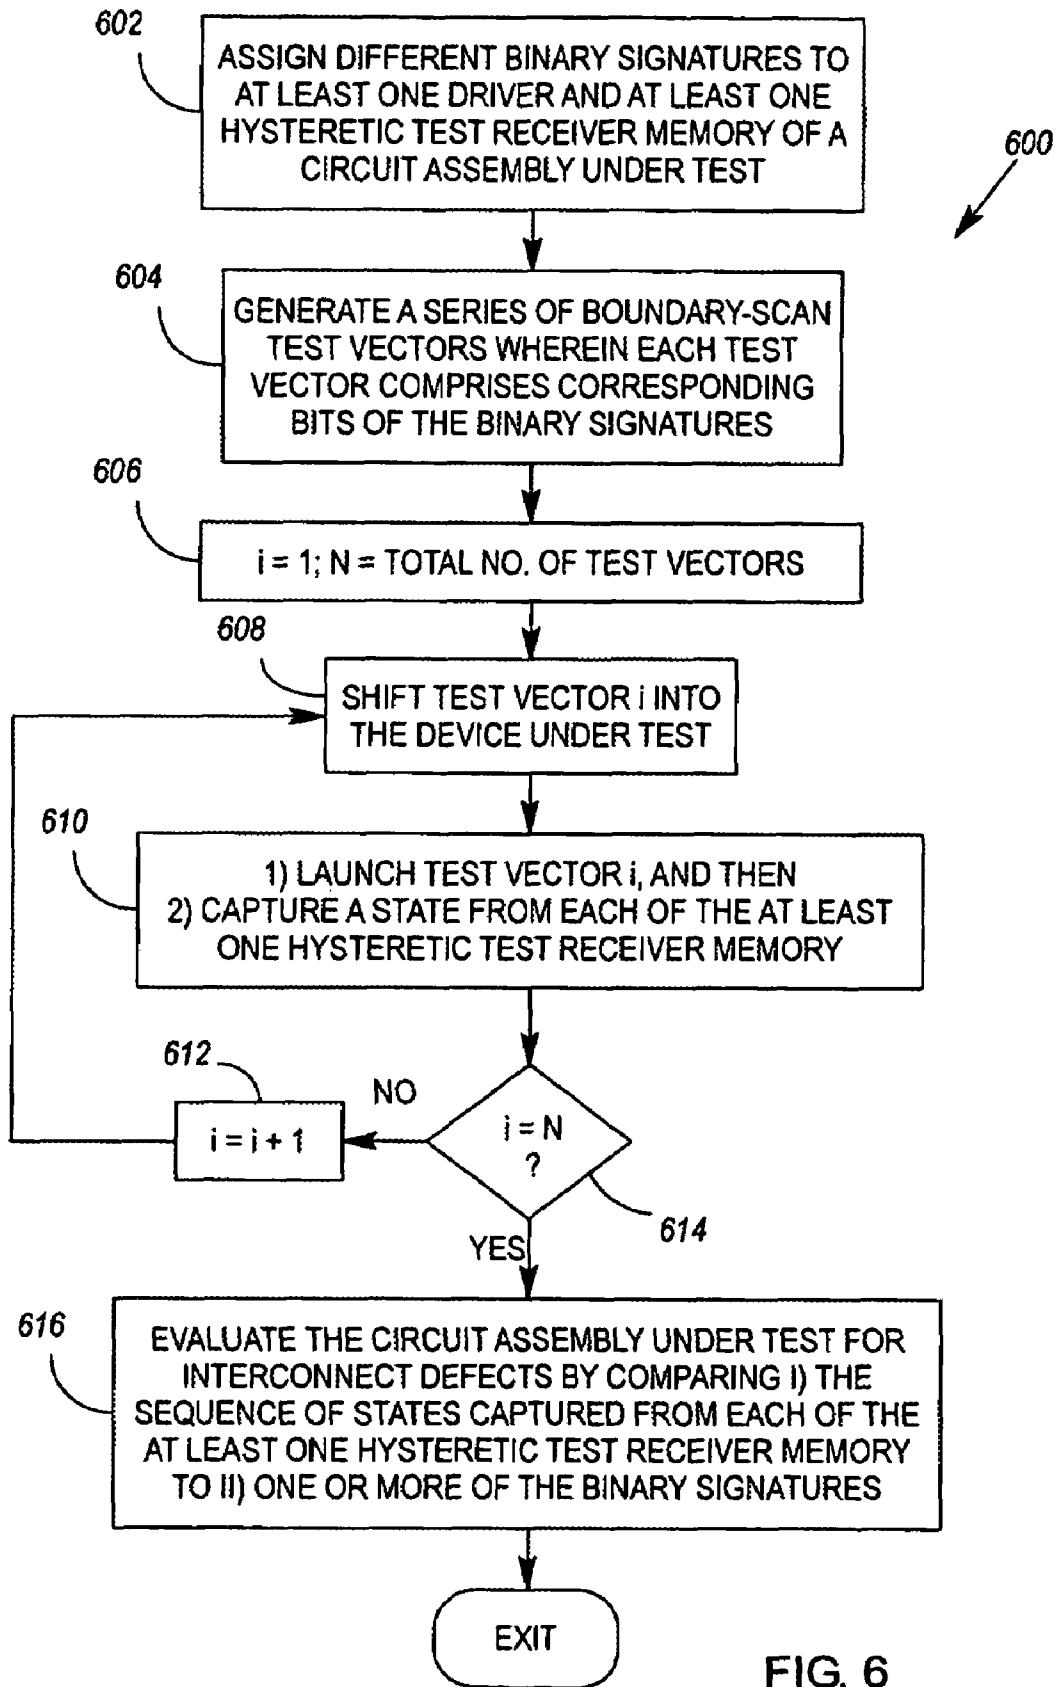 602
ASSIGN DIFFERENT BINARY SIGNATURES TO
AT LEAST ONE DRIVER AND AT LEAST ONE
HYSTERETIC TEST RECEIVER MEMORY OF A
CIRCUIT ASSEMBLY UNDER TEST
600
604
GENERATE A SERIES OF BOUNDARY-SCAN
TEST VECTORS WHEREIN EACH TEST
VECTOR COMPRISES CORRESPONDING
BITS OF THE BINARY SIGNATURES
606
i = 1; N = TOTAL NO. OF TEST VECTORS
608
SHIFT TEST VECTOR i INTO
THE DEVICE UNDER TEST
610
1) LAUNCH TEST VECTOR i, AND THEN
2) CAPTURE A STATE FROM EACH OF THE AT LEAST
ONE HYSTERETIC TEST RECEIVER MEMORY
612
NO
i = i + 1
i = N
?
614
YES
616
EVALUATE THE CIRCUIT ASSEMBLY UNDER TEST FOR
INTERCONNECT DEFECTS BY COMPARING I) THE
SEQUENCE OF STATES CAPTURED FROM EACH OF THE
AT LEAST ONE HYSTERETIC TEST RECEIVER MEMORY
TO II) ONE OR MORE OF THE BINARY SIGNATURES
EXIT
FIG. 6